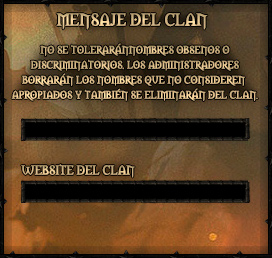 MENSAJE DEL CLAN
NO SE TOLERARÁNNOMBRES OBSENOS O
DISCRIMINATORIOS. LOS ADMINISTRADORES
BORRARÁN LOS NOMBRES QUE NO CONSIDEREN
APROPIADOS Y TAMBIÉN SE ELIMINARÁN DEL CLAN.
WEBSITE DEL CLAN